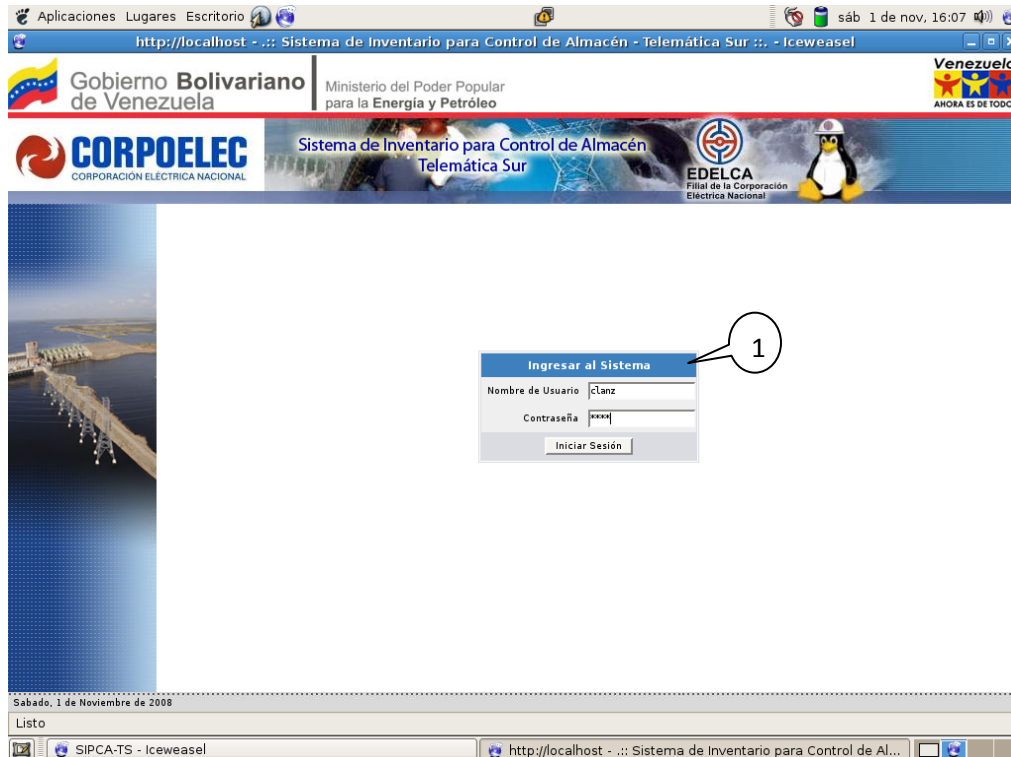 Aplicaciones Lugares Escritorio
sáb 1 de nov, 16:07
http://localhost - .:: Sistema de Inventario para Control de Almacén - Telemática Sur ::. - Iceweasel
Gobierno Bolivariano
de Venezuela
Ministerio del Poder Popular
para la Energía y Petróleo
Venezuela
AHORA ES DE TODOS
CORPOELEC
CORPORACIÓN ELÉCTRICA NACIONAL
Sistema de Inventario para Control de Almacén
Telemática Sur
EDELCA
Filial de la Corporación
Eléctrica Nacional
1
Ingresar al Sistema
Nombre de Usuario clanz
Contraseña ****
Iniciar Sesión
Sabado, 1 de Noviembre de 2008
Listo
SIPCA-TS - Iceweasel
http://localhost - .:: Sistema de Inventario para Control de Al...